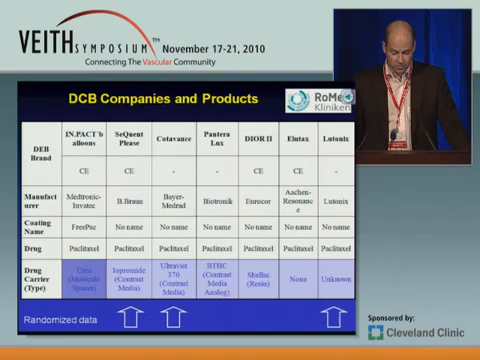 VEITHSYMPOSIUM™
November 17-21, 2010
Connecting The Vascular Community
DCB Companies and Products
RoMed
Kliniken
DEB Brand | IN.PACT b alloons | SeQuent Please | Cotavance | Pantera Lux | DIOR II | Elutax | Lutonix
CE | CE | - | - | CE | CE | -
Manufact urer | Medtronic-Invatec | B.Braun | Bayer-Medrad | Biotronik | Eurocor | Aachen-Resonanc e | Lutonix
Coating Name | FreePac | No name | No name | No name | No name | No name | No name
Drug | Paclitaxel | Paclitaxel | Paclitaxel | Paclitaxel | Paclitaxel | Paclitaxel | Paclitaxel
Drug Carrier (Type) | Urea (Molecule Spacer) | Iopromide (Contrast Media) | Ultravist 370 (Contrast Media) | BTHC (Contrast Media Analog) | Shellac (Resin) | None | Unknown
Randomized data
Sponsored by:
Cleveland Clinic